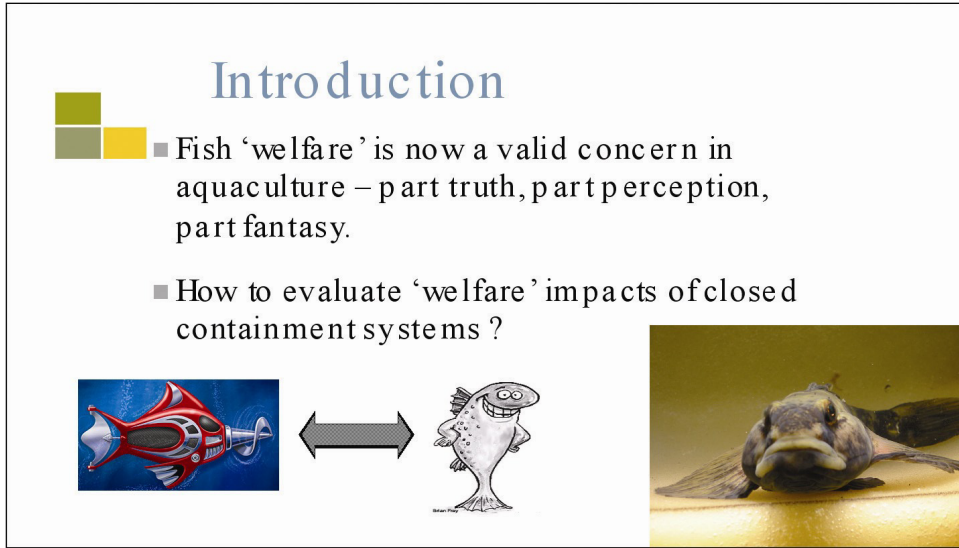 Introduction
Fish ‘welfare’ is now a valid concern in
aquaculture – part truth, part perception,
part fantasy.
How to evaluate ‘welfare’ impacts of closed
containment systems ?